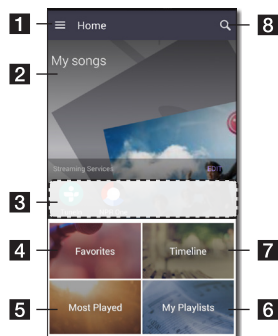 1
Home
8
My songs
2
Streaming Services
EDIT
3
4
Favorites
Timeline
7
5
Most Played
My Playlists
6